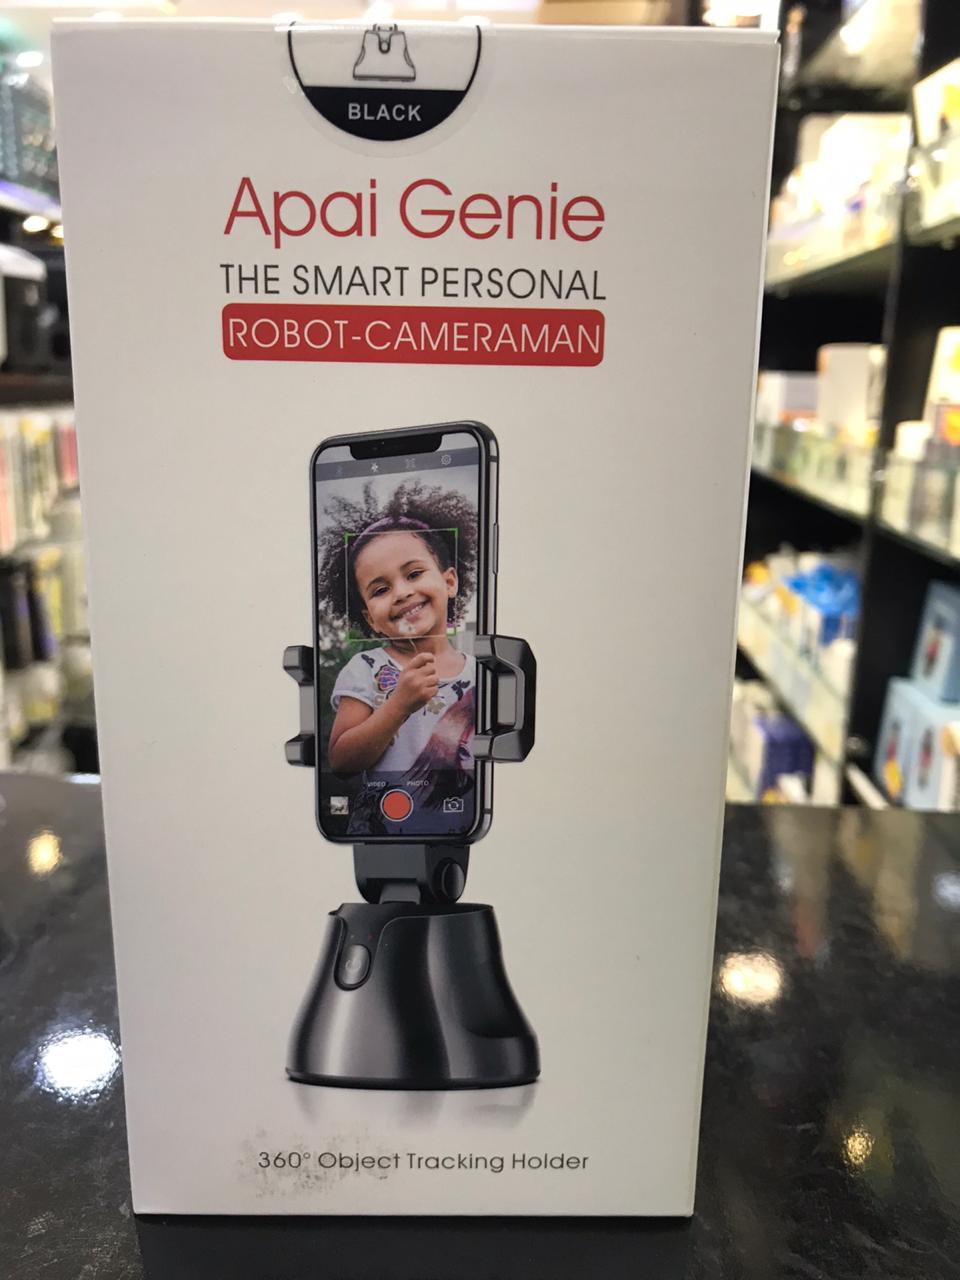 BLACK
Apai Genie
THE SMART PERSONAL
ROBOT-CAMERAMAN
VIDEO PHOTO
360° Object Tracking Holder